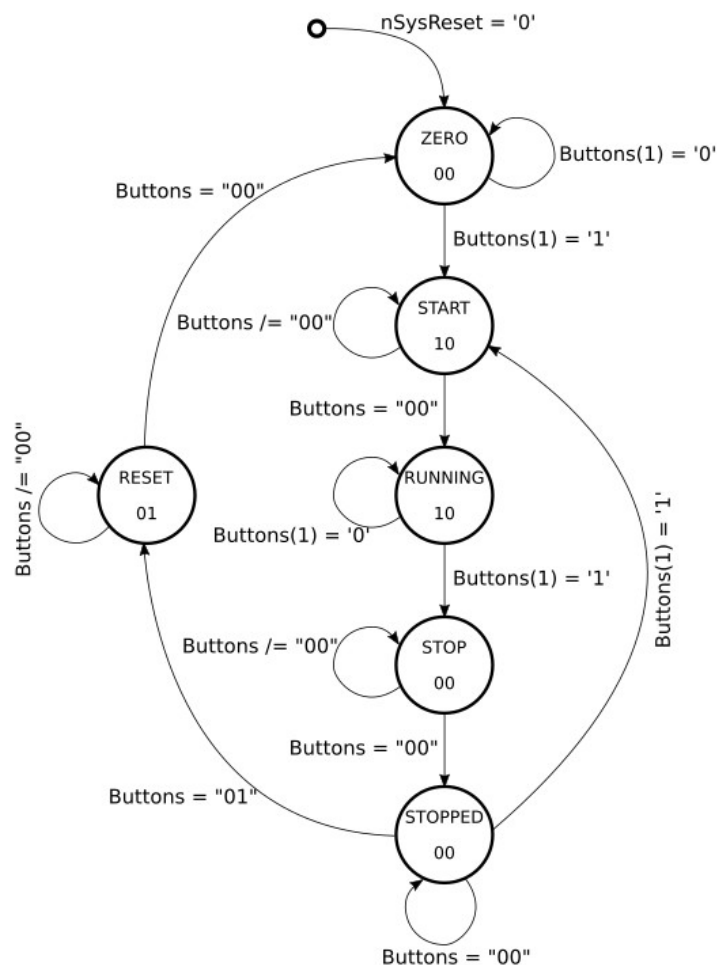 nSysReset = '0'
ZERO
00
Buttons(1) = '0'
Buttons = "00"
Buttons(1) = '1'
START
10
Buttons /= "00"
Buttons = "00"
Buttons /= "00"
RESET
01
RUNNING
10
Buttons(1) = '0'
Buttons(1) = '1'
Buttons(1) = '1'
Buttons /= "00"
STOP
00
Buttons = "00"
Buttons = "01"
STOPPED
00
Buttons = "00"